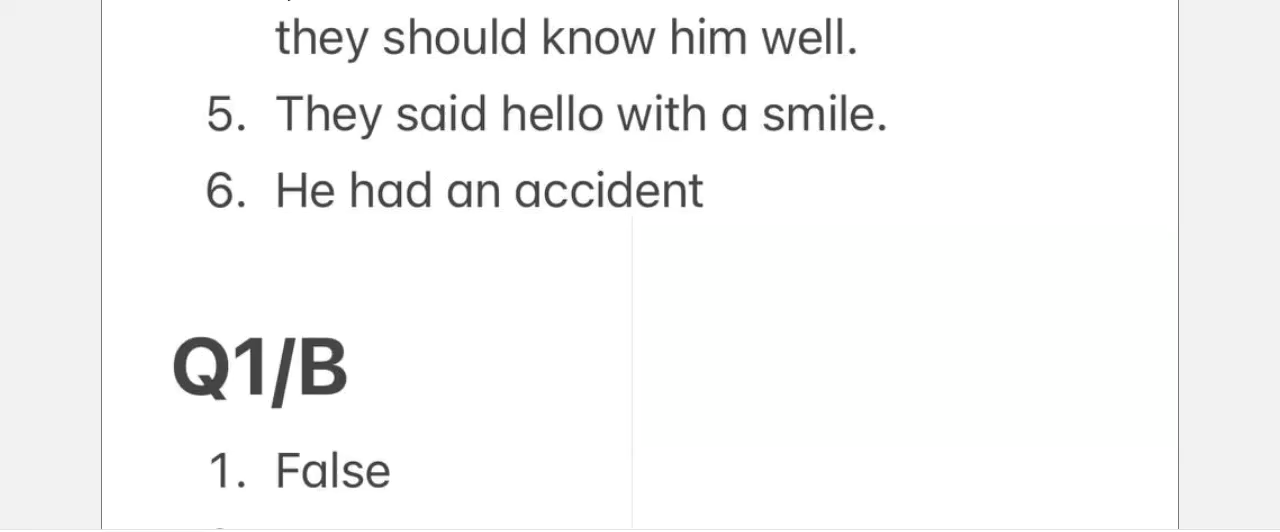 they should know him well.
5. They said hello with a smile.
6. He had an accident
Q1/B
1. False